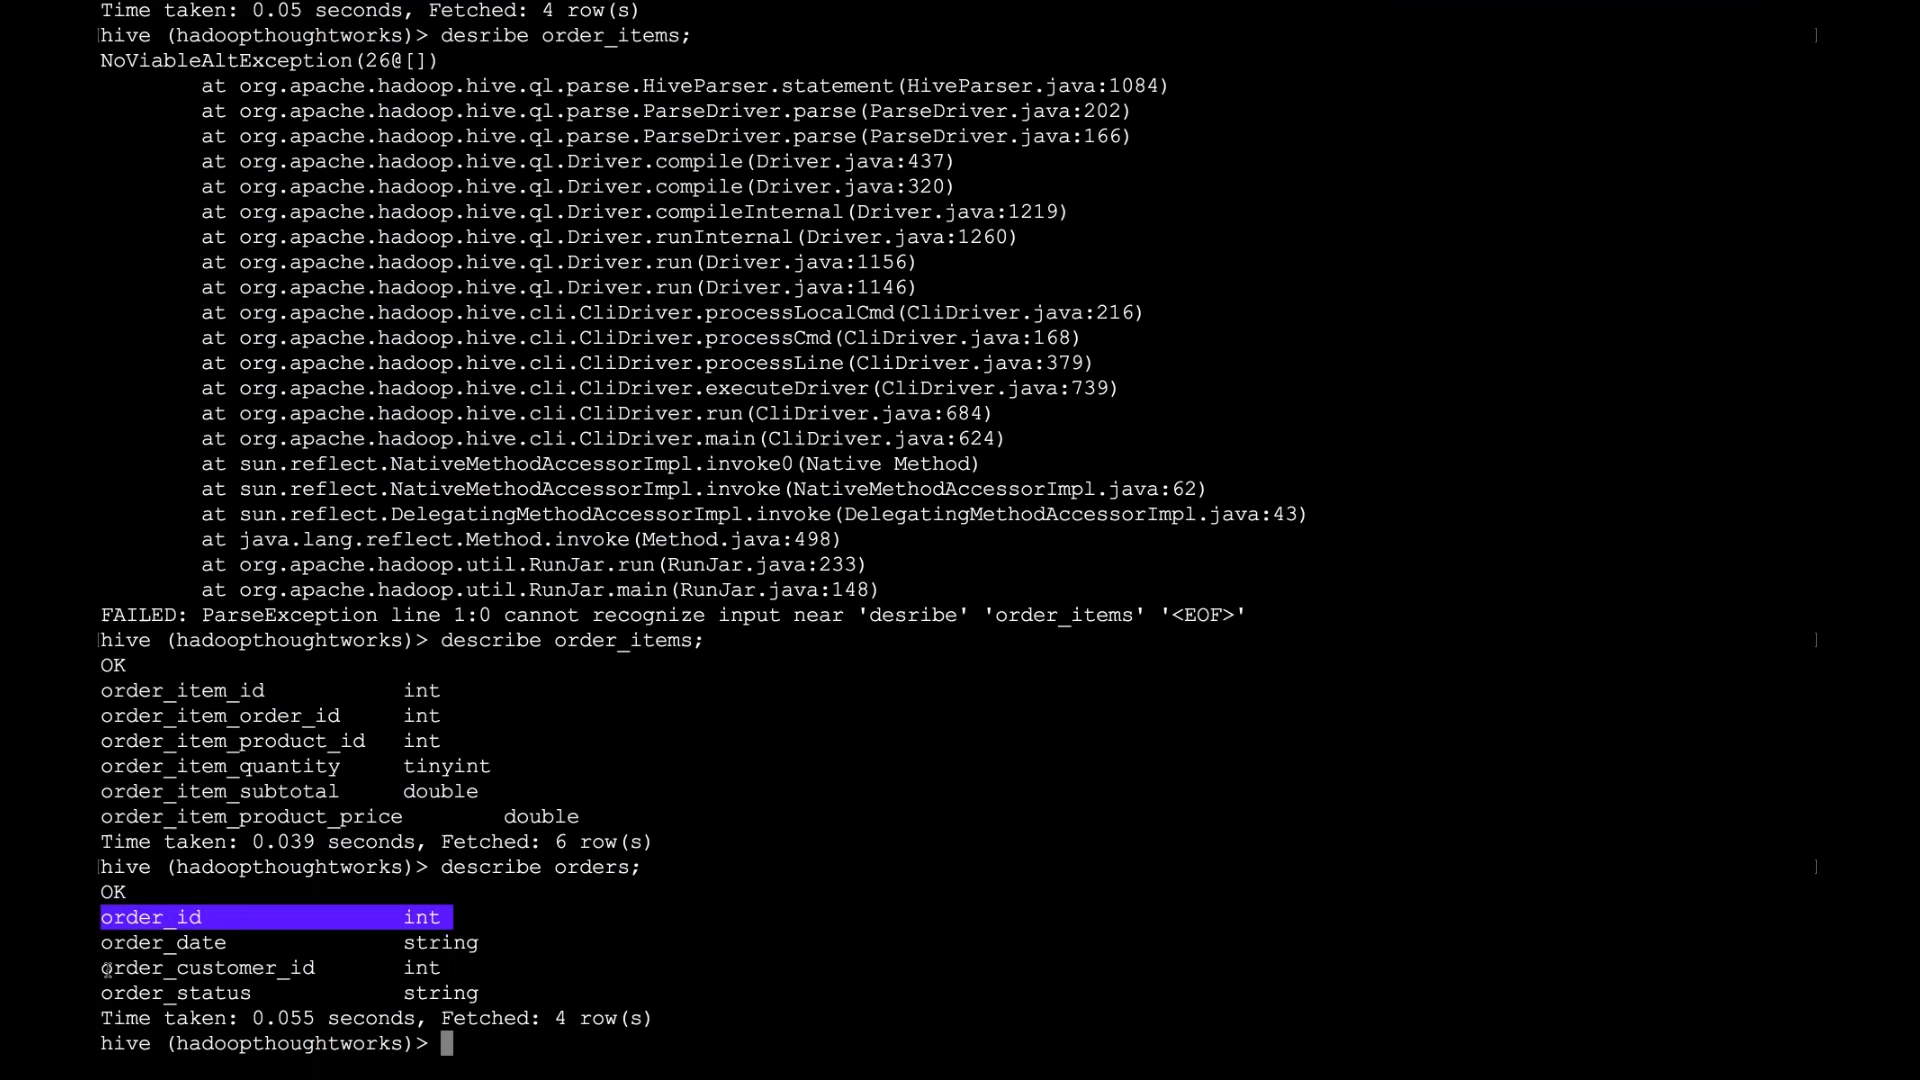 Time taken: 0.05 seconds, Fetched: 4 row(s)
hive (hadoopthoughtworks)> desribe order_items;
NoViableAltException(26@[])
at org.apache.hadoop.hive.ql.parse.HiveParser.statement(HiveParser.java:1084)
at org.apache.hadoop.hive.ql.parse.ParseDriver.parse(ParseDriver.java:202)
at org.apache.hadoop.hive.ql.parse.ParseDriver.parse(ParseDriver.java:166)
at org.apache.hadoop.hive.ql.Driver.compile(Driver.java:437)
at org.apache.hadoop.hive.ql.Driver.compile(Driver.java:320)
at org.apache.hadoop.hive.ql.Driver.compileInternal(Driver.java:1219)
at org.apache.hadoop.hive.ql.Driver.runInternal(Driver.java:1260)
at org.apache.hadoop.hive.ql.Driver.run(Driver.java:1156)
at org.apache.hadoop.hive.ql.Driver.run(Driver.java:1146)
at org.apache.hadoop.hive.cli.CliDriver.processLocalCmd(CliDriver.java:216)
at org.apache.hadoop.hive.cli.CliDriver.processCmd(CliDriver.java:168)
at org.apache.hadoop.hive.cli.CliDriver.processLine(CliDriver.java:379)
at org.apache.hadoop.hive.cli.CliDriver.executeDriver(CliDriver.java:739)
at org.apache.hadoop.hive.cli.CliDriver.run(CliDriver.java:684)
at org.apache.hadoop.hive.cli.CliDriver.main(CliDriver.java:624)
at sun.reflect.NativeMethodAccessorImpl.invoke0(Native Method)
at sun.reflect.NativeMethodAccessorImpl.invoke(NativeMethodAccessorImpl.java:62)
at sun.reflect.DelegatingMethodAccessorImpl.invoke(DelegatingMethodAccessorImpl.java:43)
at java.lang.reflect.Method.invoke(Method.java:498)
at org.apache.hadoop.util.RunJar.run(RunJar.java:233)
at org.apache.hadoop.util.RunJar.main(RunJar.java:148)
FAILED: ParseException line 1:0 cannot recognize input near 'desribe' 'order_items' '<EOF>'
hive (hadoopthoughtworks)> describe order_items;
OK
order_item_id int
order_item_order_id int
order_item_product_id int
order_item_quantity tinyint
order_item_subtotal double
order_item_product_price double
Time taken: 0.039 seconds, Fetched: 6 row(s)
hive (hadoopthoughtworks)> describe orders;
OK
order_id int
order_date string
order_customer_id int
order_status string
Time taken: 0.055 seconds, Fetched: 4 row(s)
hive (hadoopthoughtworks)>